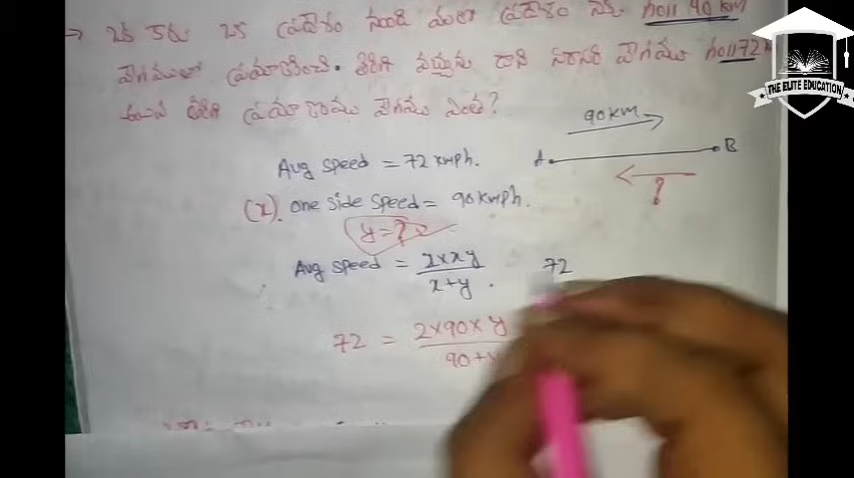 → ఒక కారు ఒక ప్రదేశం నుండి మరో ప్రదేశం నకు గం॥ 90 km
వేగముతో ప్రయాణించి. తిరిగి వచ్చును దాని సరాసరి వేగము గం॥72
తిరిగి ప్రయాణము వేగము ఎంత?
90KM
A B
?
Avg speed = 72 kmph.
(x). one side speed = 90 kmph.
y = ?
Avg speed = 2×xy / x+y .
72
72 = 2×90×y / 90+
THE ELITE EDUCATION